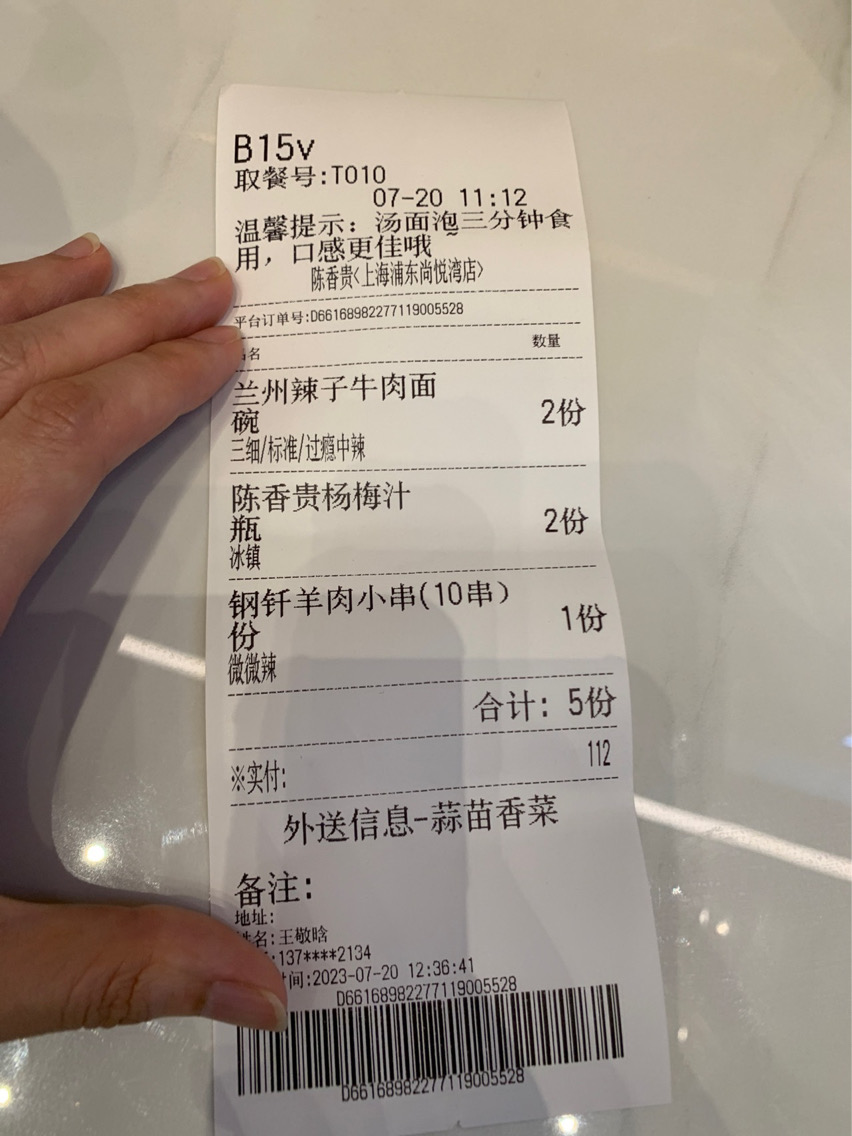 B15v
取餐号:T010
07-20 11:12
温馨提示：汤面泡三分钟食
用，口感更佳哦~
陈香贵<上海浦东尚悦湾店>
平台订单号:D66168982277119005528
名 数量
兰州辣子牛肉面
碗 2份
三细/标准/过瘾中辣
陈香贵杨梅汁
瓶 2份
冰镇
钢钎羊肉小串(10串)
份 1份
微微辣
合计: 5份
※实付: 112
外送信息-蒜苗香菜
备注:
地址:
姓名:王敬晗
:137****2134
间:2023-07-20 12:36:41
D66168982277119005528
D66168982277119005528